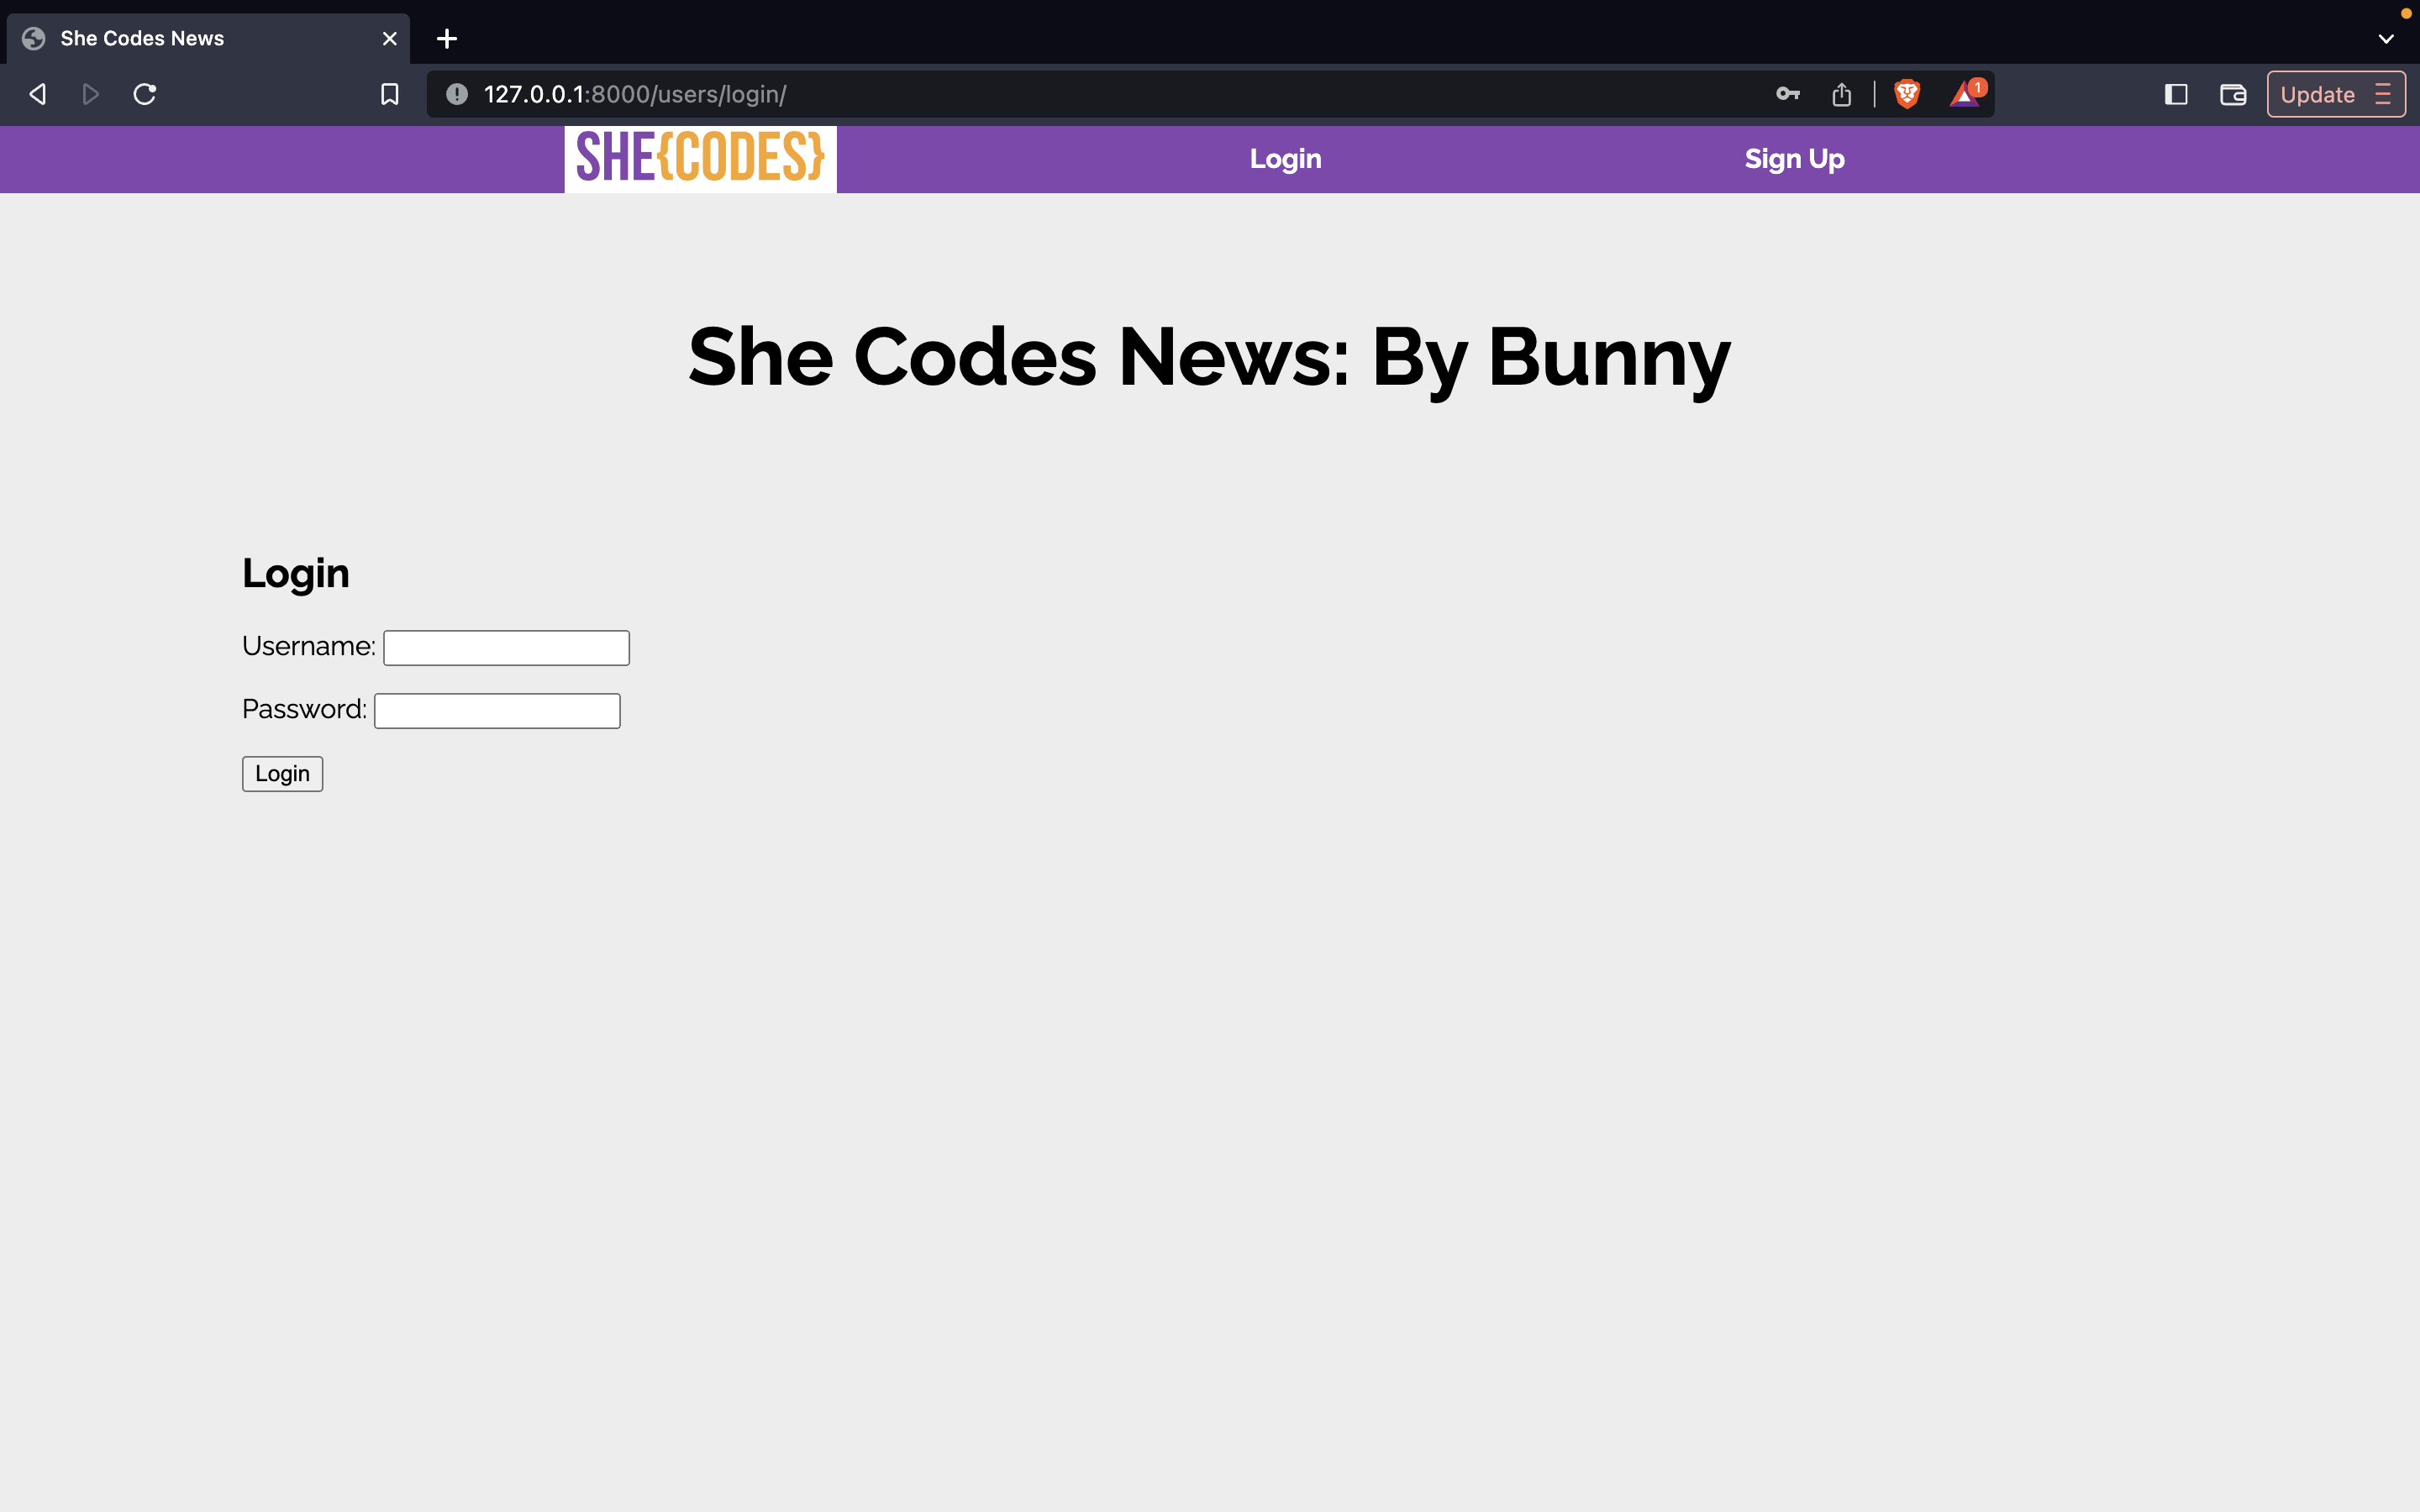 She Codes News
127.0.0.1:8000/users/login/
1
Update
SHE{CODES}
Login
Sign Up
She Codes News: By Bunny
Login
Username:
Password:
Login